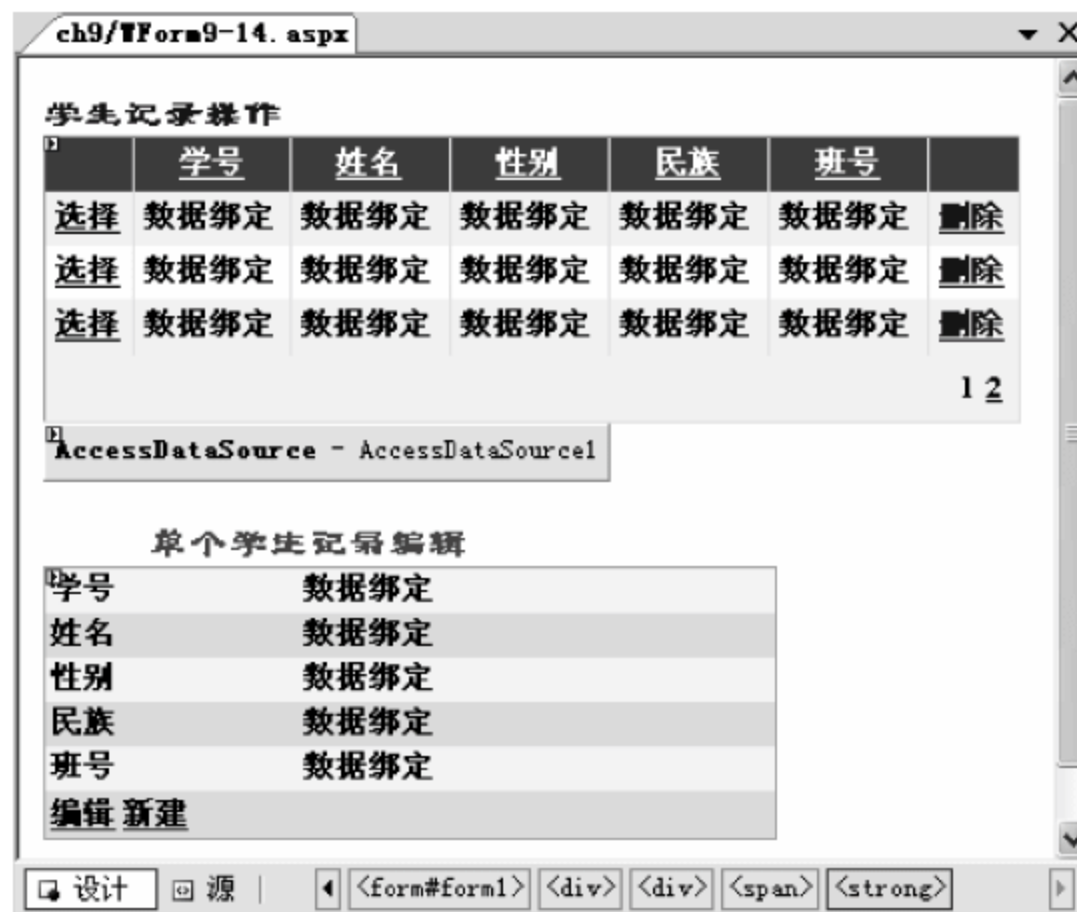 ch9/WForm9-14.aspx
学生记录操作
学号 姓名 性别 民族 班号
选择 数据绑定 数据绑定 数据绑定 数据绑定 数据绑定 删除
选择 数据绑定 数据绑定 数据绑定 数据绑定 数据绑定 删除
选择 数据绑定 数据绑定 数据绑定 数据绑定 数据绑定 删除
1 2
AccessDataSource - AccessDataSource1
单个学生记录编辑
学号 数据绑定
姓名 数据绑定
性别 数据绑定
民族 数据绑定
班号 数据绑定
编辑 新建
设计 源 <form#form1> <div> <div> <span> <strong>